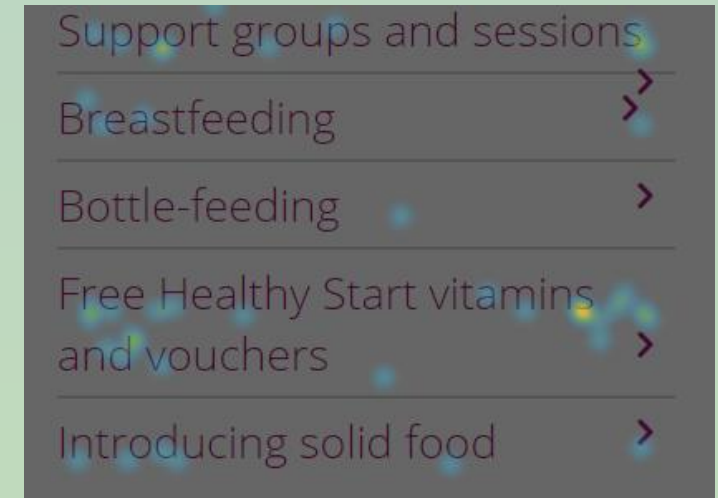 Support groups and sessions
Breastfeeding
Bottle-feeding
Free Healthy Start vitamins
and vouchers
Introducing solid food